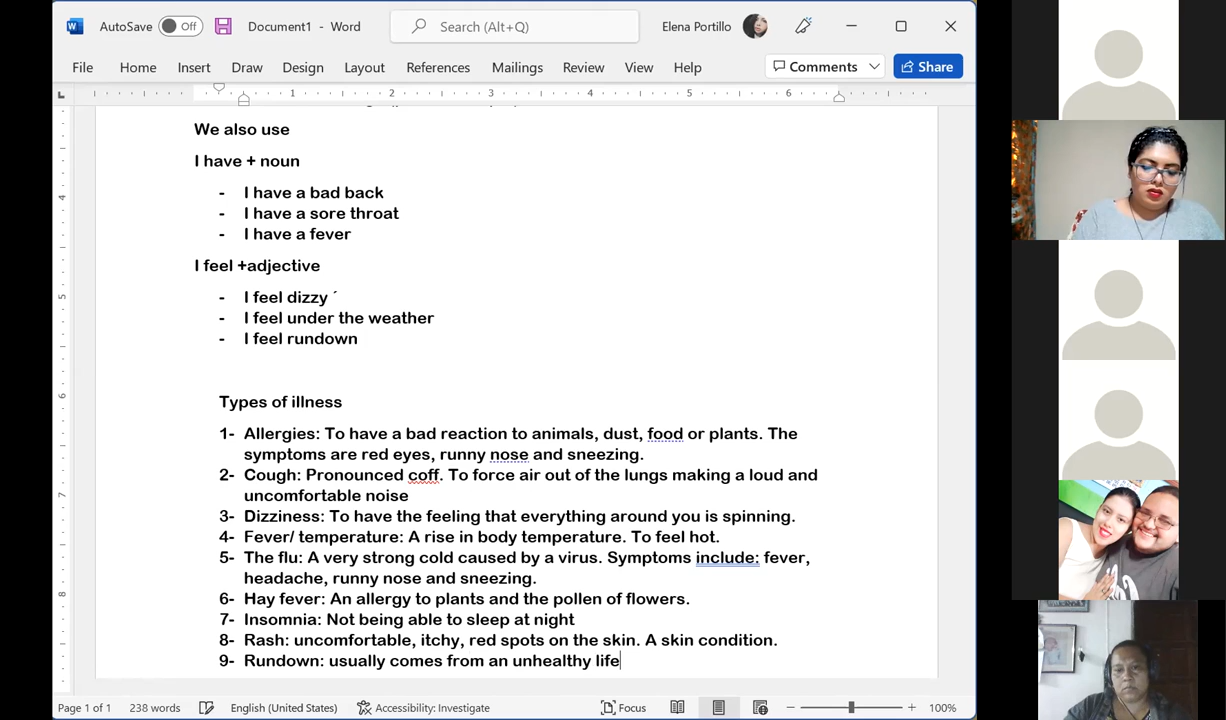 AutoSave Off Document1 - Word Search (Alt+Q) Elena Portillo
File Home Insert Draw Design Layout References Mailings Review View Help Comments Share
1 2 3 4 5 6
We also use
I have + noun
- I have a bad back
- I have a sore throat
- I have a fever
I feel +adjective
- I feel dizzy ´
- I feel under the weather
- I feel rundown
Types of illness
1- Allergies: To have a bad reaction to animals, dust, food or plants. The
symptoms are red eyes, runny nose and sneezing.
2- Cough: Pronounced coff. To force air out of the lungs making a loud and
uncomfortable noise
3- Dizziness: To have the feeling that everything around you is spinning.
4- Fever/ temperature: A rise in body temperature. To feel hot.
5- The flu: A very strong cold caused by a virus. Symptoms include: fever,
headache, runny nose and sneezing.
6- Hay fever: An allergy to plants and the pollen of flowers.
7- Insomnia: Not being able to sleep at night
8- Rash: uncomfortable, itchy, red spots on the skin. A skin condition.
9- Rundown: usually comes from an unhealthy life
Page 1 of 1 238 words English (United States) Accessibility: Investigate Focus 100%